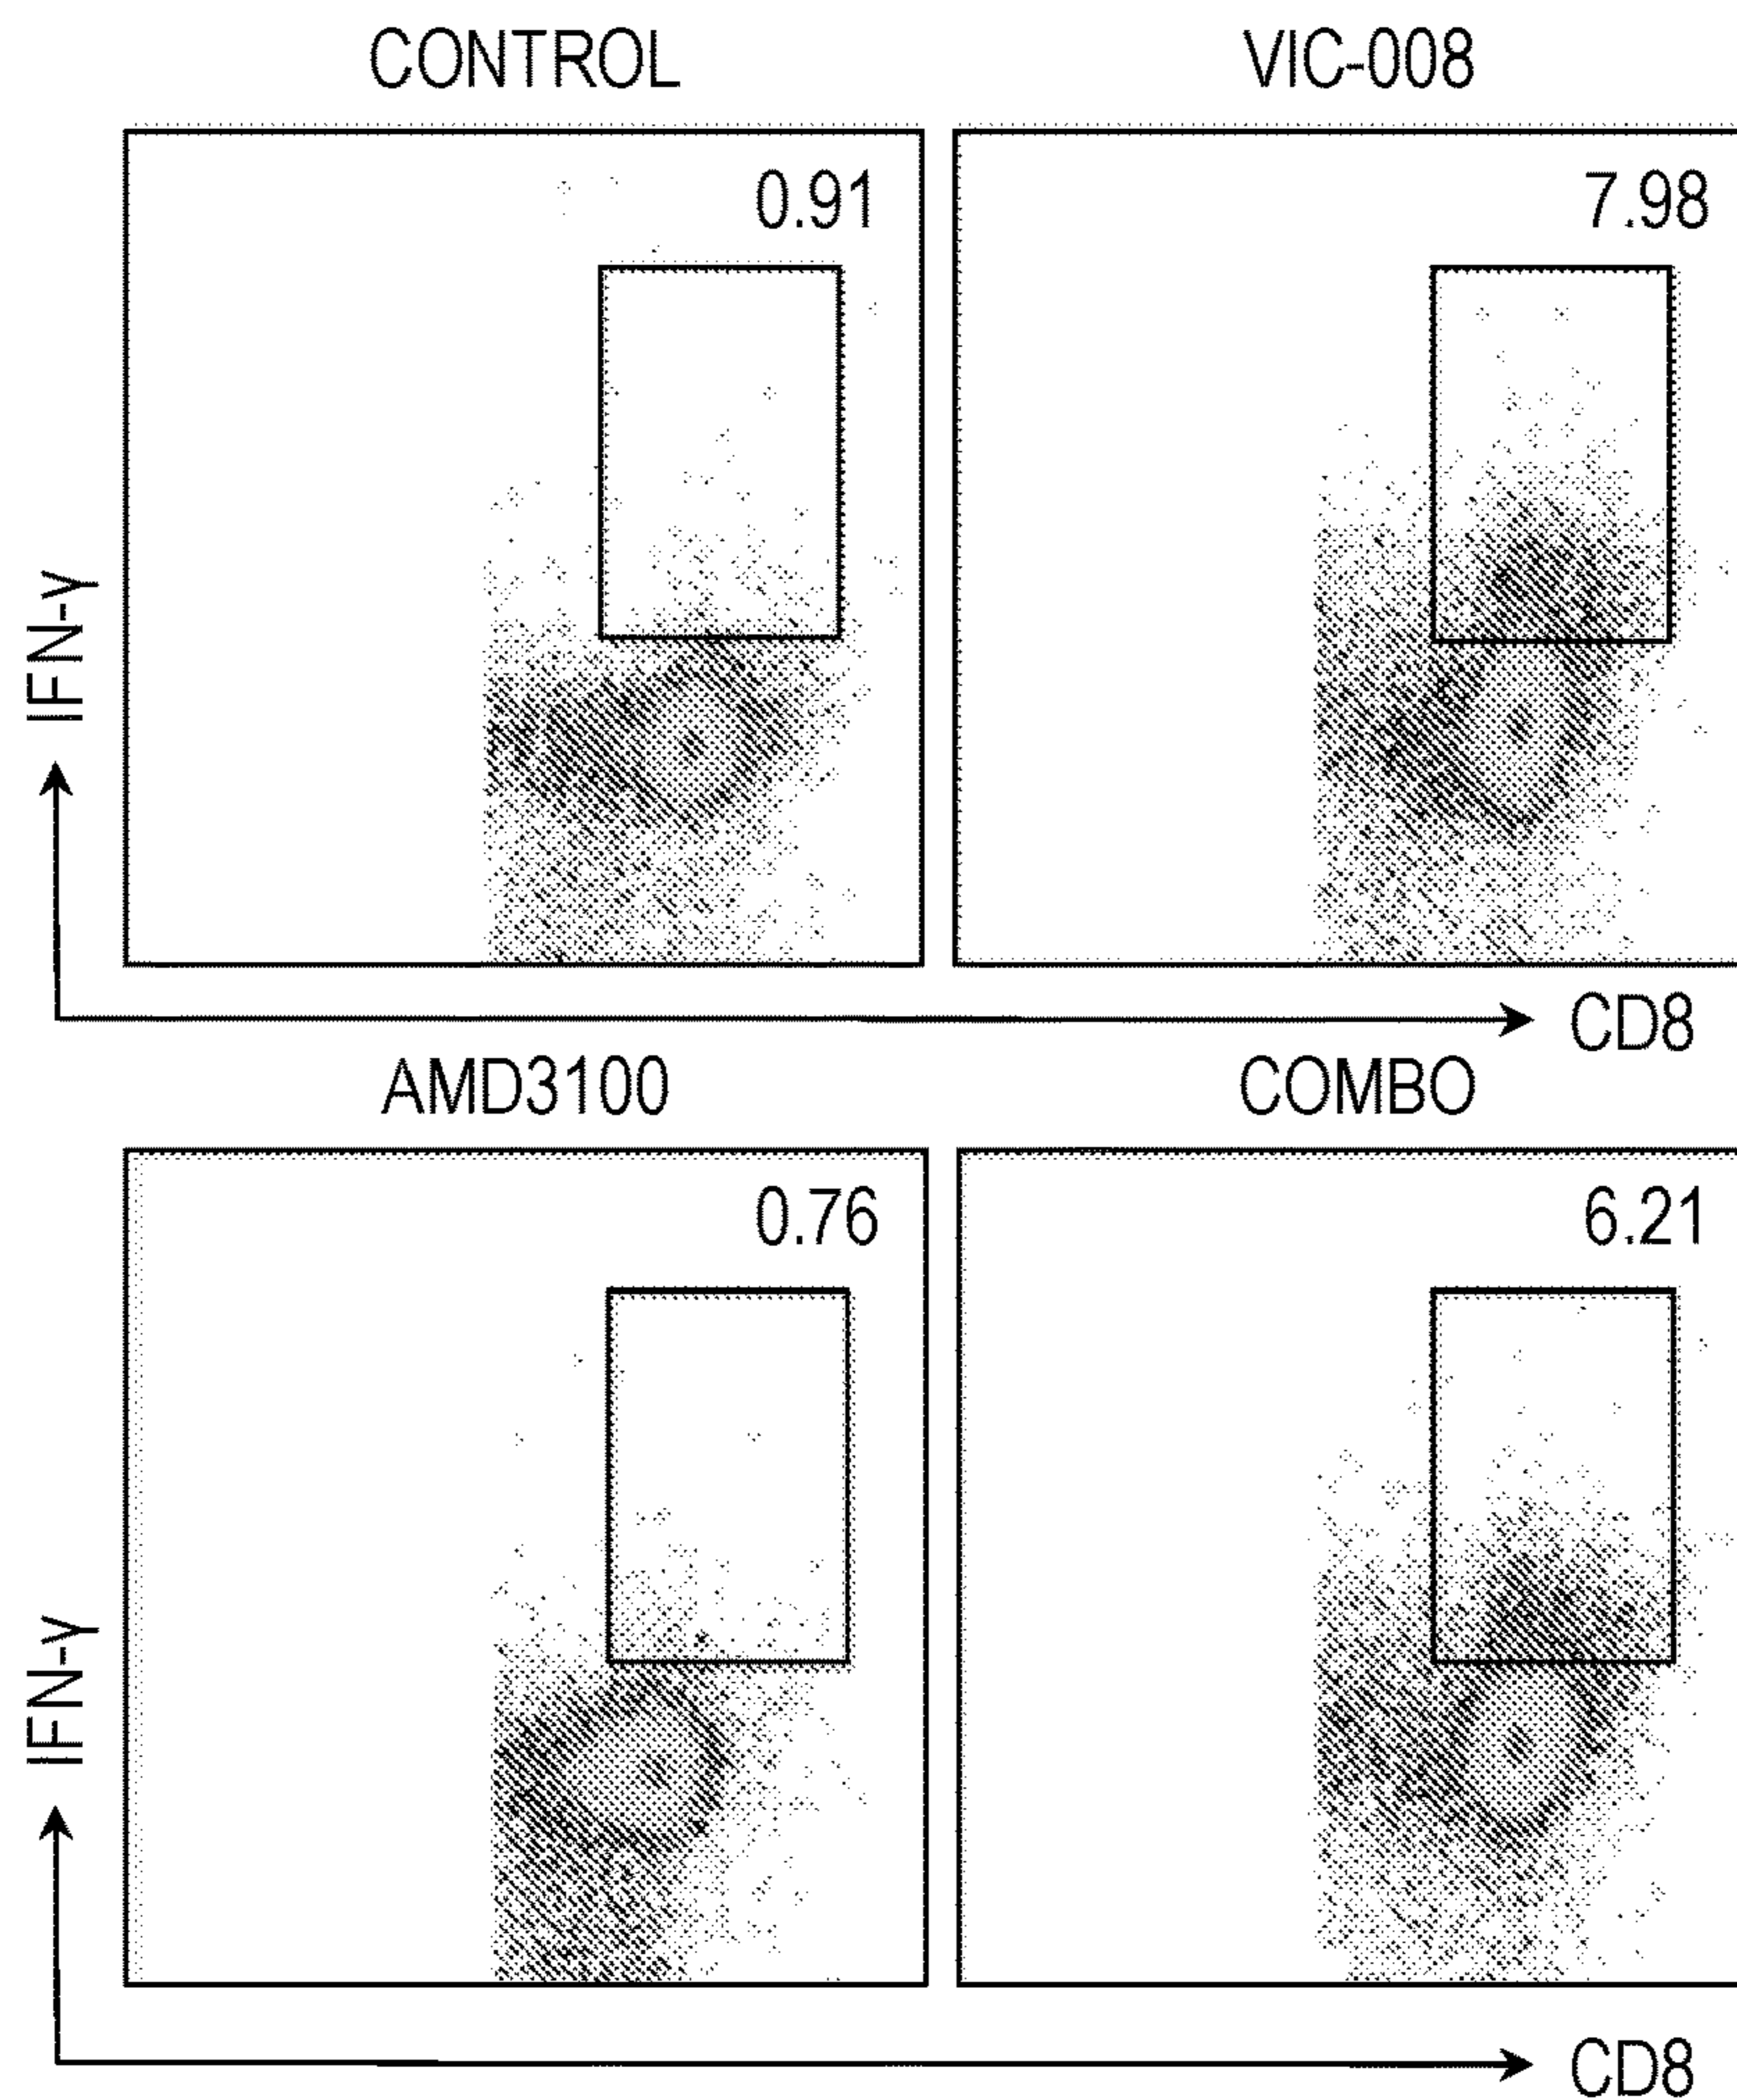 CONTROL
VIC-008
0.91
7.98
IFN-γ
CD8
AMD3100
COMBO
0.76
6.21
IFN-γ
CD8